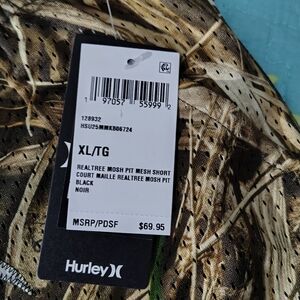 1 97057 55999 2
128932
HSU25MMKB06724
XL/TG
REALTREE MOSH PIT MESH SHORT
COURT MAILLE REALTREE MOSH PIT
BLACK
NOIR
MSRP/PDSF $69.95
Hurley